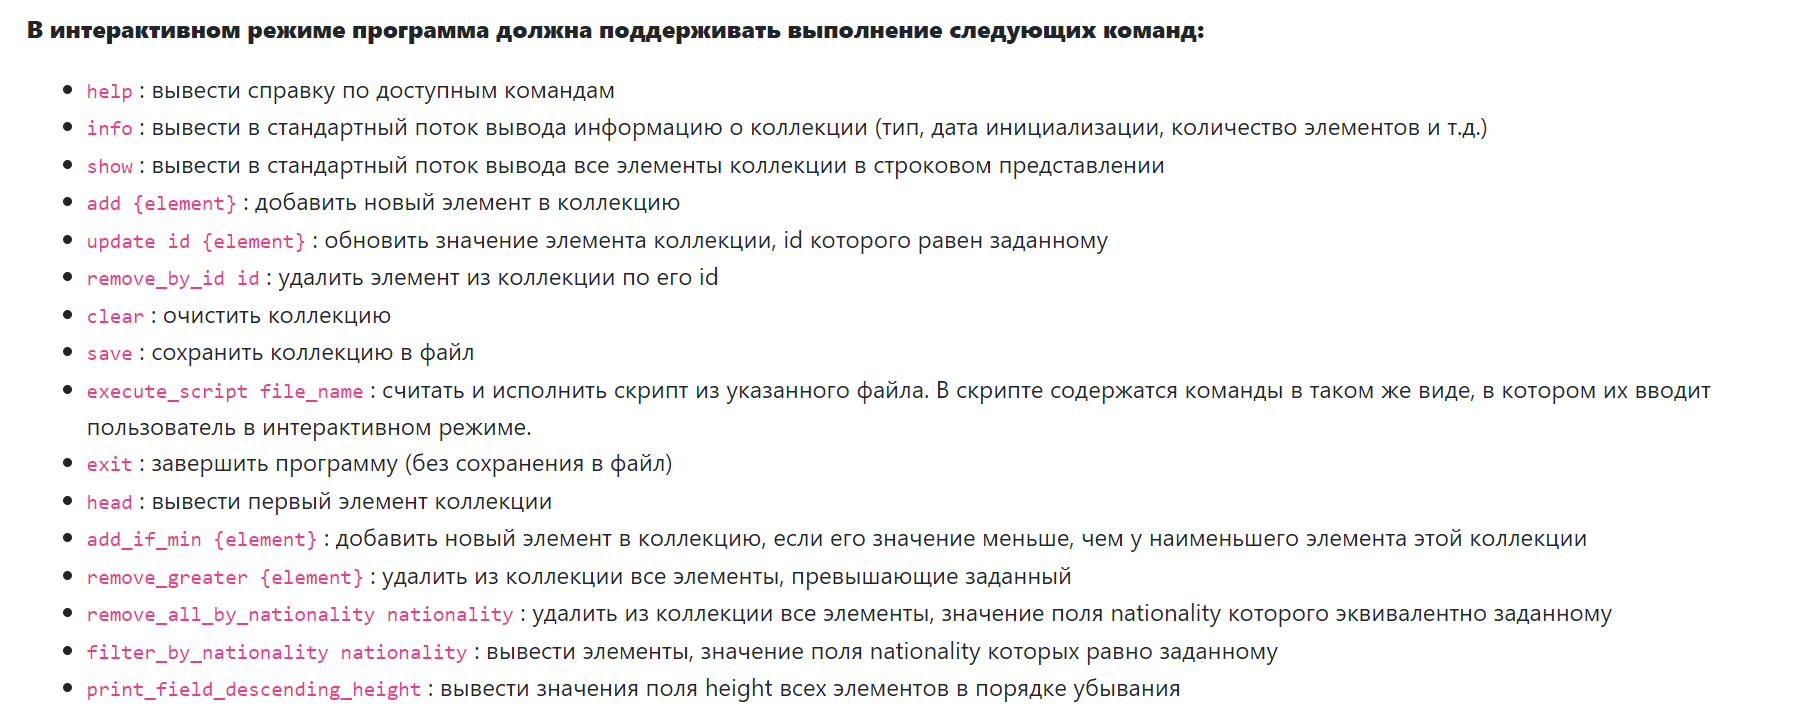 В интерактивном режиме программа должна поддерживать выполнение следующих команд:
help : вывести справку по доступным командам
info : вывести в стандартный поток вывода информацию о коллекции (тип, дата инициализации, количество элементов и т.д.)
show : вывести в стандартный поток вывода все элементы коллекции в строковом представлении
add {element} : добавить новый элемент в коллекцию
update id {element} : обновить значение элемента коллекции, id которого равен заданному
remove_by_id id : удалить элемент из коллекции по его id
clear : очистить коллекцию
save : сохранить коллекцию в файл
execute_script file_name : считать и исполнить скрипт из указанного файла. В скрипте содержатся команды в таком же виде, в котором их вводит
пользователь в интерактивном режиме.
exit : завершить программу (без сохранения в файл)
head : вывести первый элемент коллекции
add_if_min {element} : добавить новый элемент в коллекцию, если его значение меньше, чем у наименьшего элемента этой коллекции
remove_greater {element} : удалить из коллекции все элементы, превышающие заданный
remove_all_by_nationality nationality : удалить из коллекции все элементы, значение поля nationality которого эквивалентно заданному
filter_by_nationality nationality : вывести элементы, значение поля nationality которых равно заданному
print_field_descending_height : вывести значения поля height всех элементов в порядке убывания